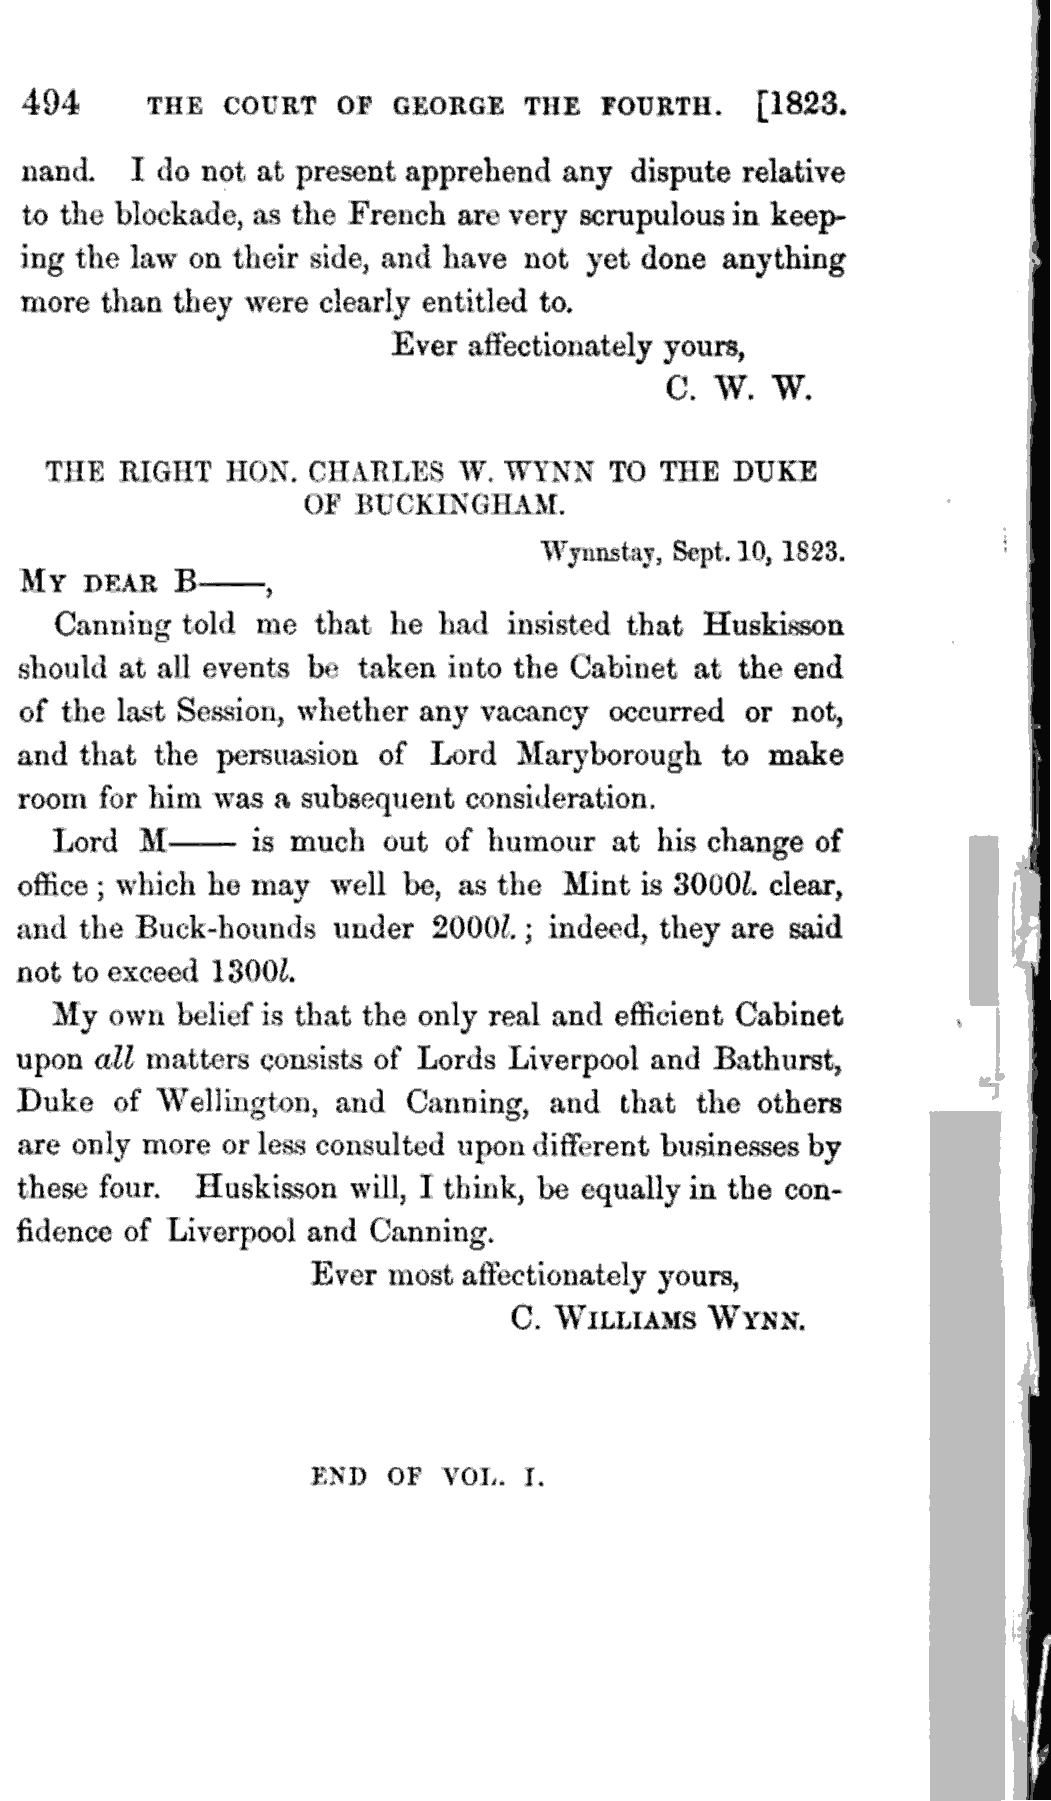 494 THE COURT OF GEORGE THE FOURTH. [1823.
nand. I do not at present apprehend any dispute relative
to the blockade, as the French are very scrupulous in keep-
ing the law on their side, and have not yet done anything
more than they were clearly entitled to.
Ever affectionately yours,
C. W. W.
THE RIGHT HON. CHARLES W. WYNN TO THE DUKE
OF BUCKINGHAM.
Wynnstay, Sept. 10, 1823.
MY DEAR B——,
Canning told me that he had insisted that Huskisson
should at all events be taken into the Cabinet at the end
of the last Session, whether any vacancy occurred or not,
and that the persuasion of Lord Maryborough to make
room for him was a subsequent consideration.
Lord M—— is much out of humour at his change of
office; which he may well be, as the Mint is 3000l. clear,
and the Buck-hounds under 2000l.; indeed, they are said
not to exceed 1300l.
My own belief is that the only real and efficient Cabinet
upon all matters consists of Lords Liverpool and Bathurst,
Duke of Wellington, and Canning, and that the others
are only more or less consulted upon different businesses by
these four. Huskisson will, I think, be equally in the con-
fidence of Liverpool and Canning.
Ever most affectionately yours,
C. WILLIAMS WYNN.
END OF VOL. I.